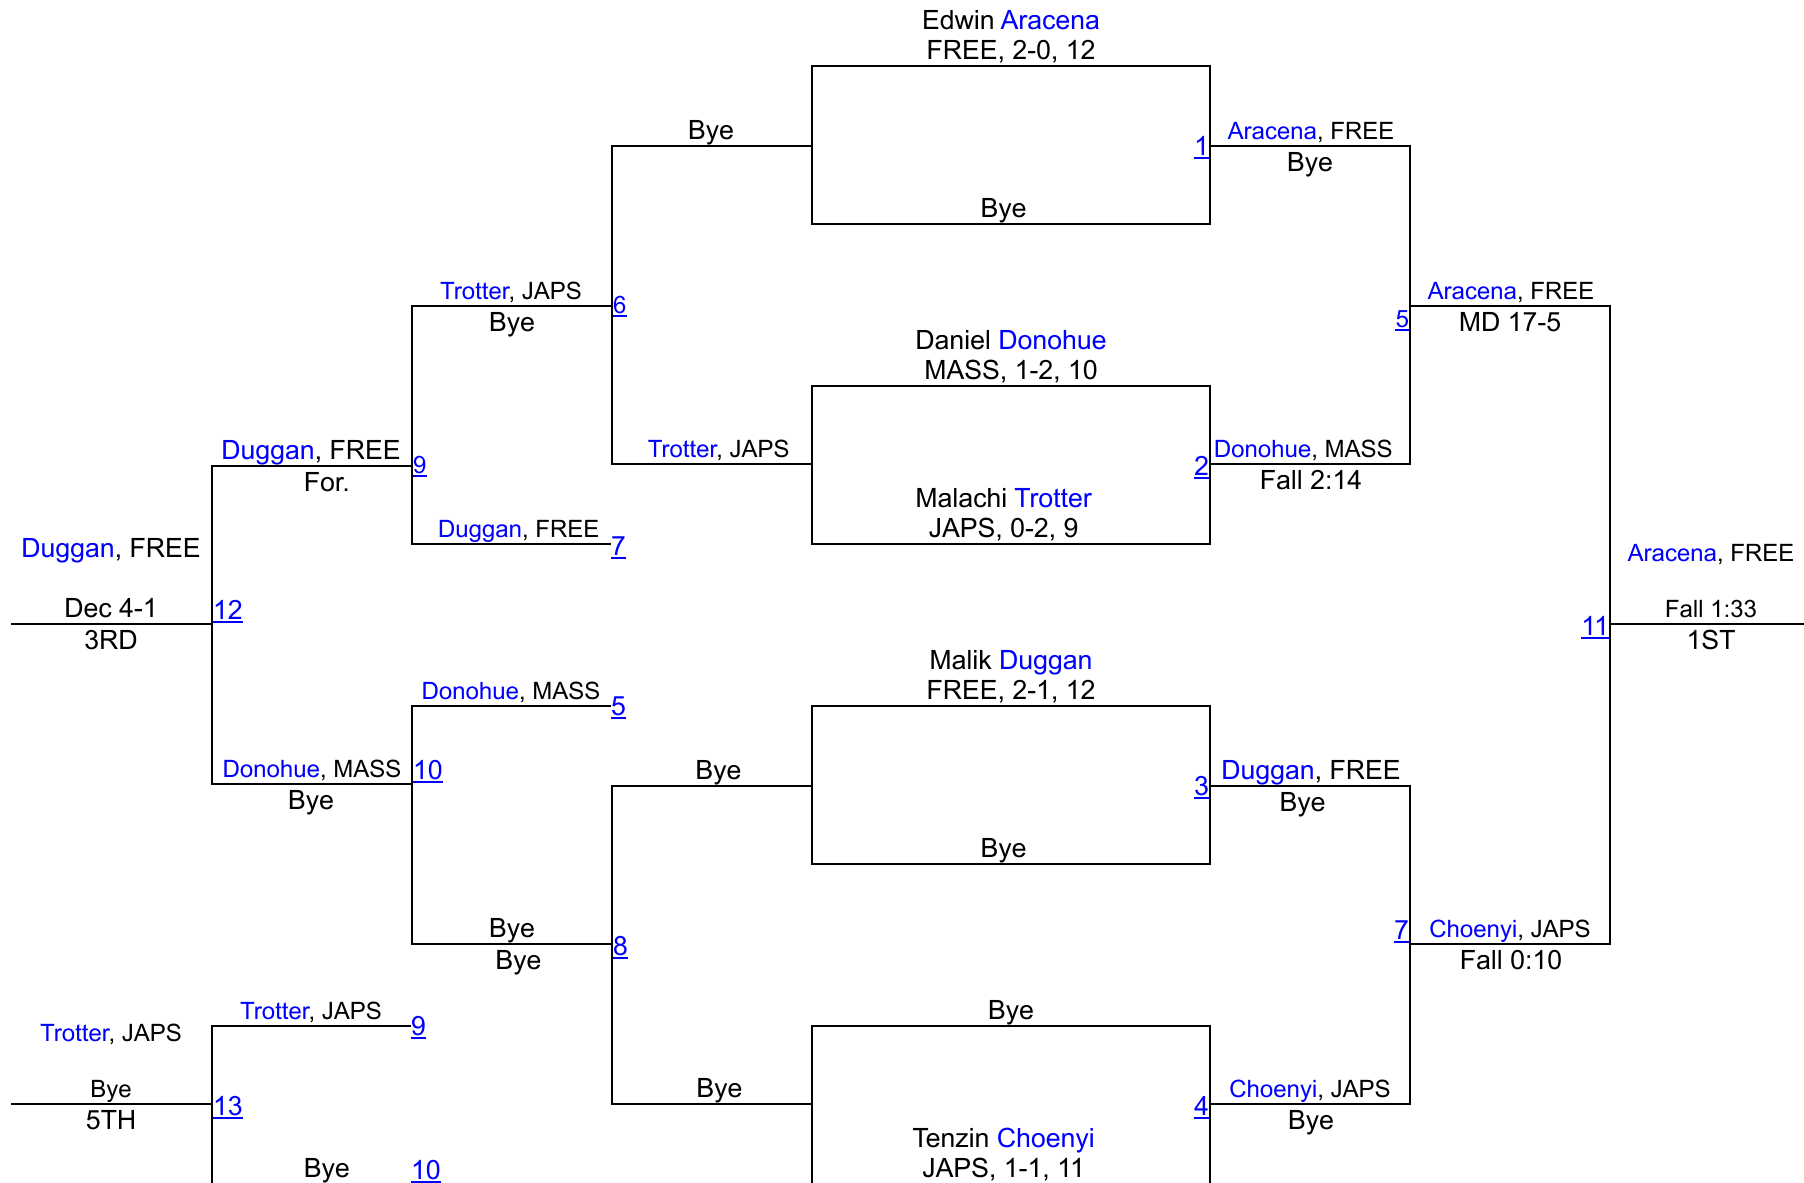 Edwin Aracena
FREE, 2-0, 12
Bye
1
Aracena, FREE
Bye
Bye
Trotter, JAPS
Bye
6
Aracena, FREE
MD 17-5
5
Daniel Donohue
MASS, 1-2, 10
Duggan, FREE
For.
9
Trotter, JAPS
2
Donohue, MASS
Fall 2:14
Malachi Trotter
JAPS, 0-2, 9
Duggan, FREE
7
Duggan, FREE
Dec 4-1
3RD
12
Aracena, FREE
Fall 1:33
1ST
11
Malik Duggan
FREE, 2-1, 12
Donohue, MASS
5
Donohue, MASS
Bye
10
Bye
3
Duggan, FREE
Bye
Bye
Bye
Bye
8
7
Choenyi, JAPS
Fall 0:10
Trotter, JAPS
9
Bye
Trotter, JAPS
Bye
5TH
13
Bye
4
Choenyi, JAPS
Bye
Tenzin Choenyi
JAPS, 1-1, 11
Bye
10